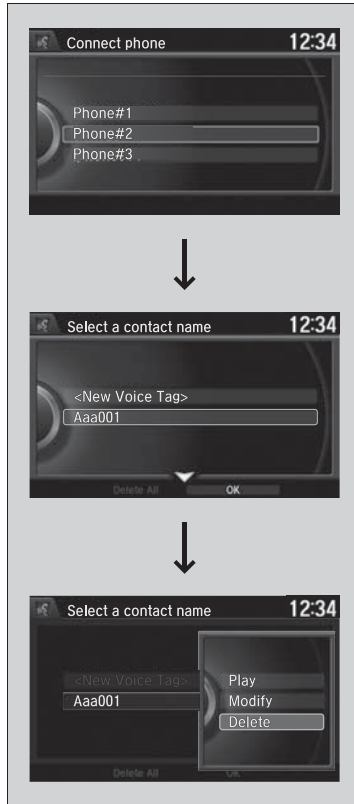 Connect phone 12:34
Phone#1
Phone#2
Phone#3
Select a contact name 12:34
<New Voice Tag>
Aaa001
Delete All OK
Select a contact name 12:34
<New Voice Tag> Play
Aaa001 Modify
Delete
Delete All OK